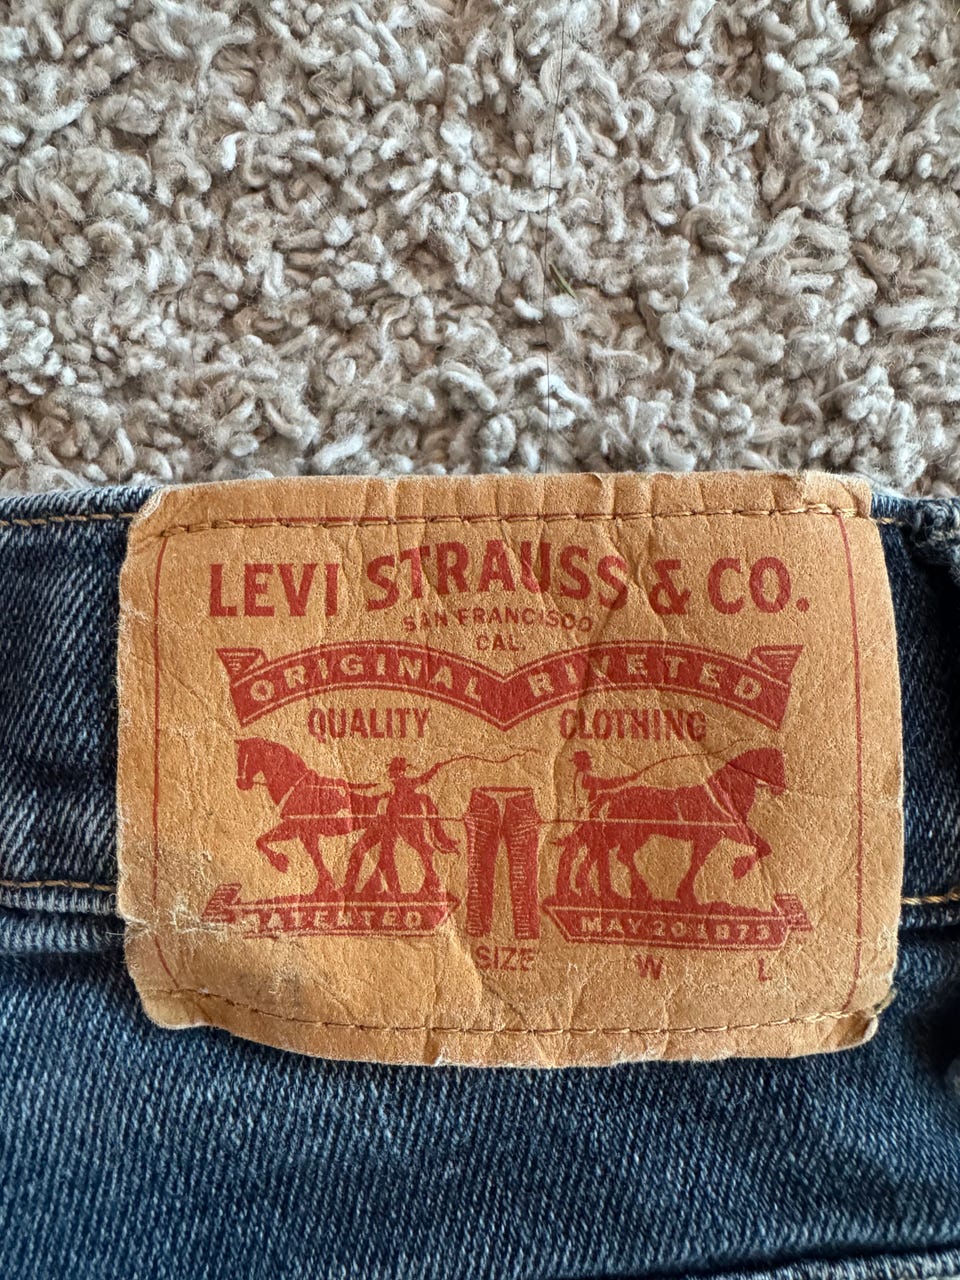 LEVI STRAUSS & CO.
SAN FRANCISCO
CAL.
ORIGINAL RIVETED
QUALITY CLOTHING
PATENTED MAY 20 1873
SIZE W L